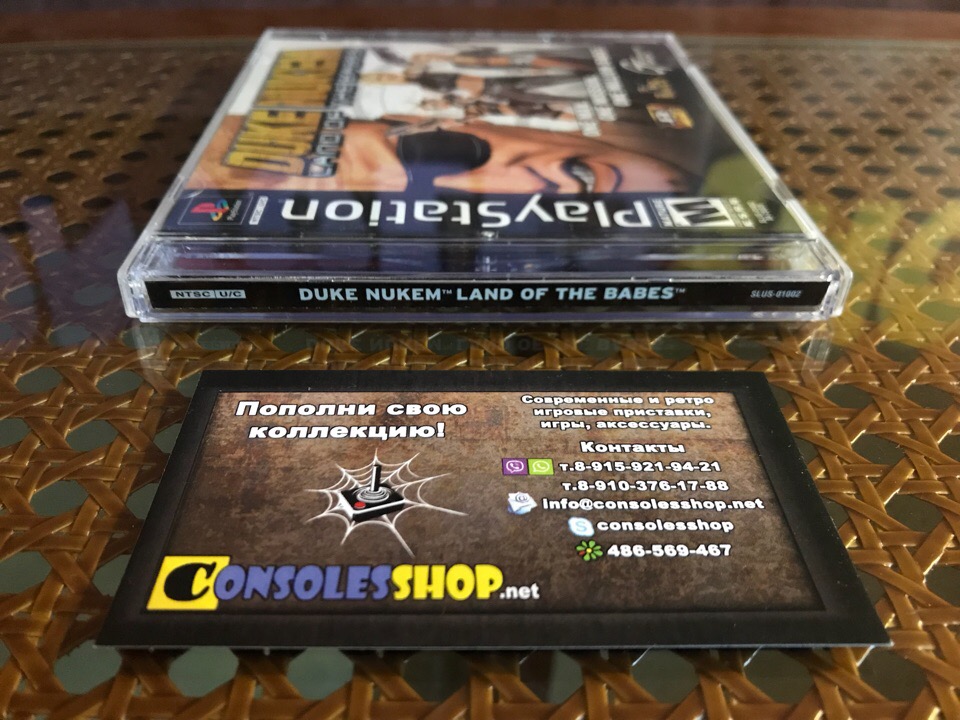 DUKE NUKEM
PlayStation
M
NTSC U/C
DUKE NUKEM™ LAND OF THE BABES™
SLUS-01002
Пополни свою
коллекцию!
Современные и ретро
игровые приставки,
игры, аксессуары.
Контакты
т.8-915-921-94-21
т.8-910-376-17-88
info@consolesshop.net
consolesshop
486-569-467
CONSOLESSHOP.net